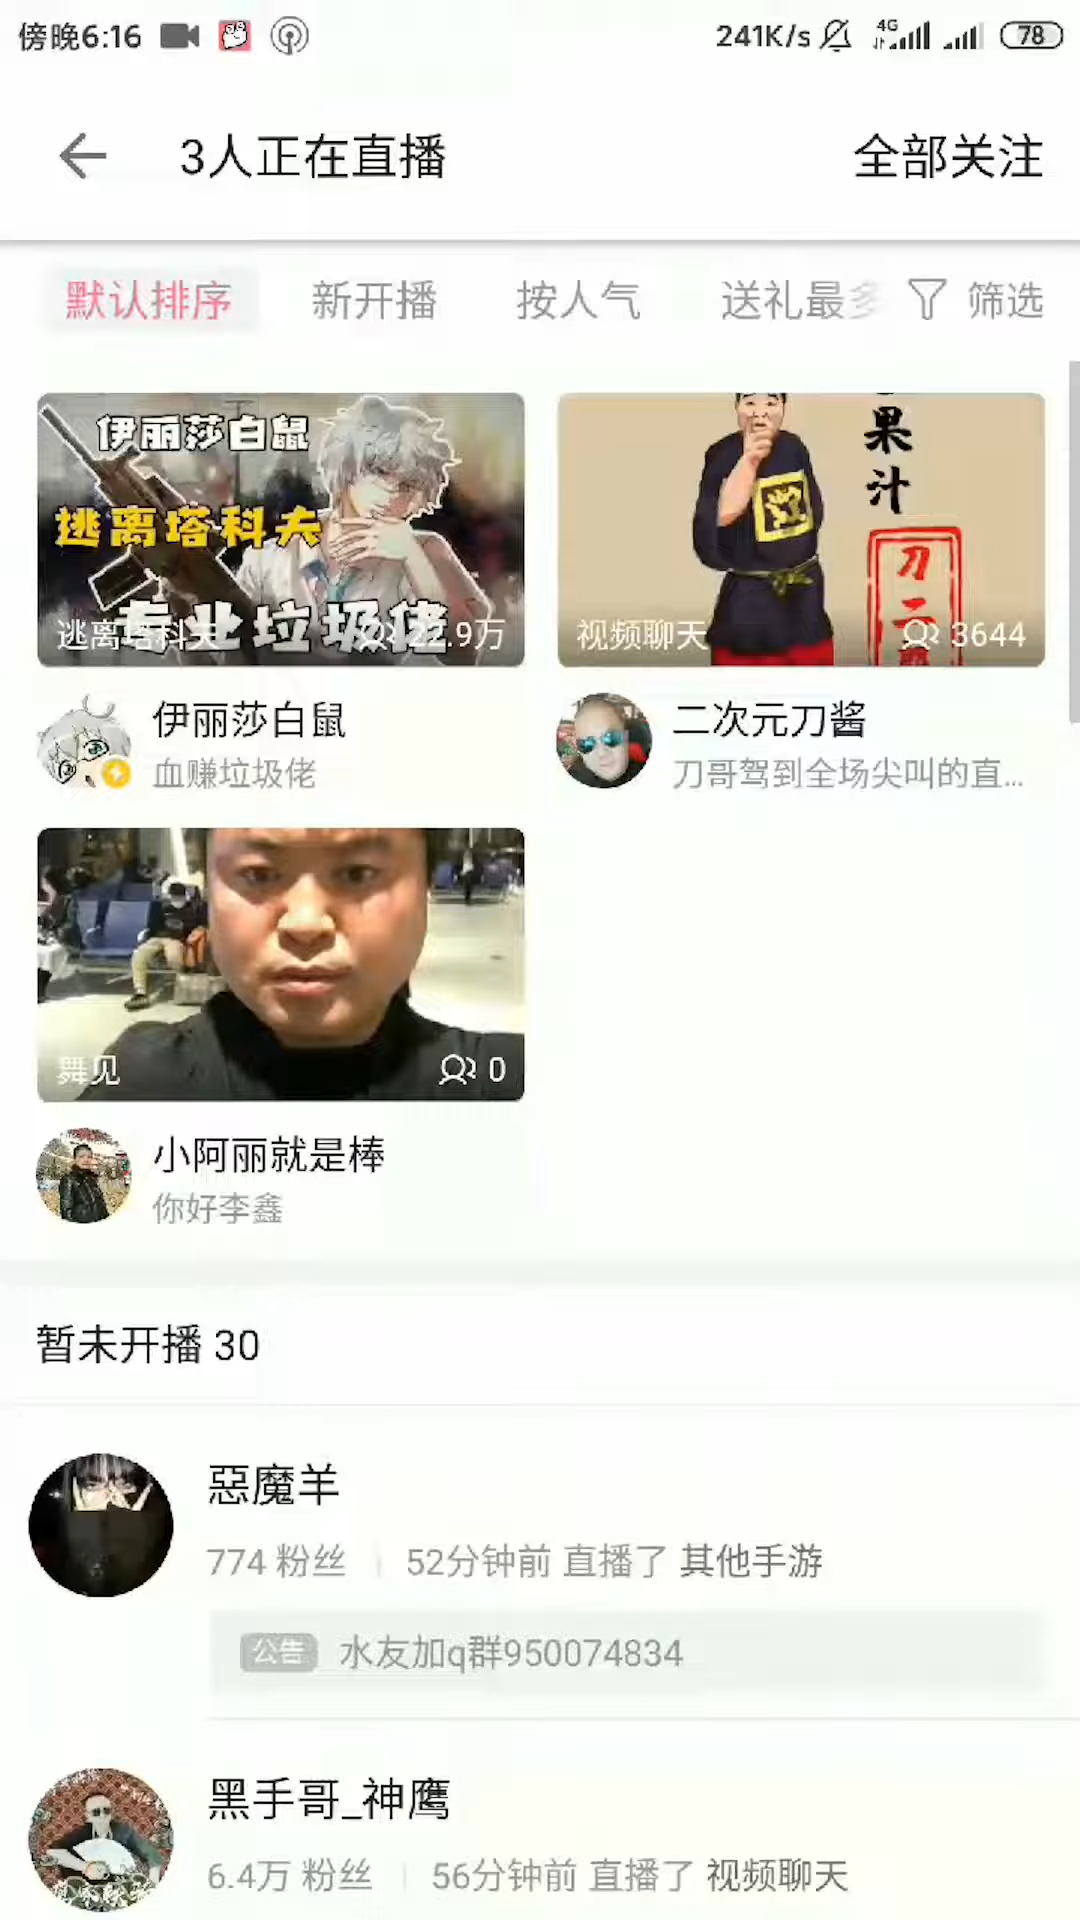 傍晚6:16
241K/s
4G
78
3人正在直播
全部关注
默认排序
新开播
按人气
送礼最多
筛选
伊丽莎白鼠
逃离塔科夫
专业垃圾佬
逃离塔科夫
22.9万
果汁
刀二
视频聊天
3644
伊丽莎白鼠
血赚垃圾佬
二次元刀酱
刀哥驾到全场尖叫的直...
舞见
0
小阿丽就是棒
你好李鑫
暂未开播 30
惡魔羊
774 粉丝
52分钟前 直播了 其他手游
公告
水友加q群950074834
黑手哥_神鹰
6.4万 粉丝
56分钟前 直播了 视频聊天